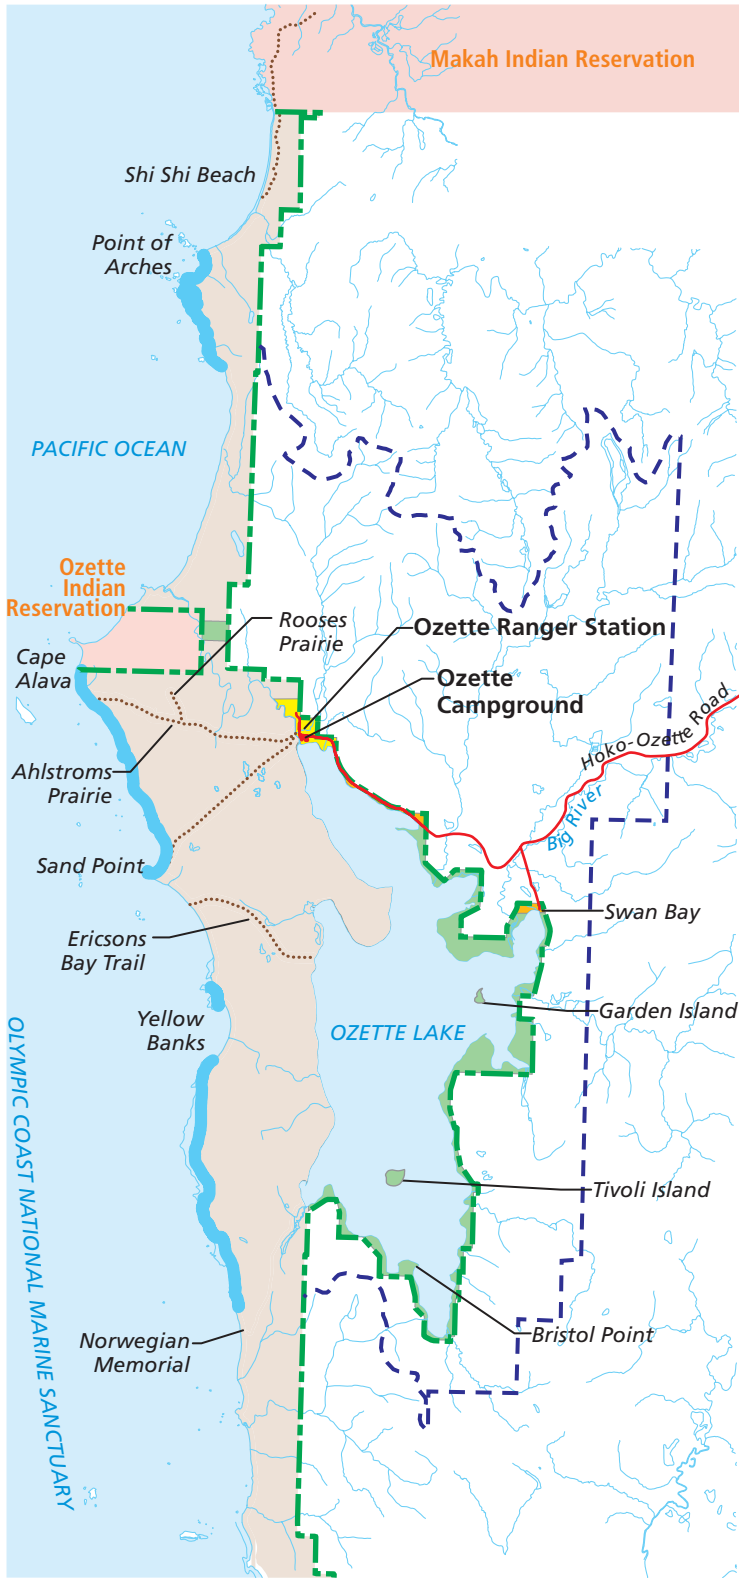 Makah Indian Reservation
Shi Shi Beach
Point of
Arches
PACIFIC OCEAN
Ozette
Indian
Reservation
Rooses
Prairie
Ozette Ranger Station
Cape
Alava
Ozette
Campground
Hoko-Ozette Road
Ahlstroms
Prairie
Big River
Sand Point
Swan Bay
Ericsons
Bay Trail
Garden Island
Yellow
Banks
OZETTE LAKE
OLYMPIC COAST NATIONAL MARINE SANCTUARY
Tivoli Island
Bristol Point
Norwegian
Memorial